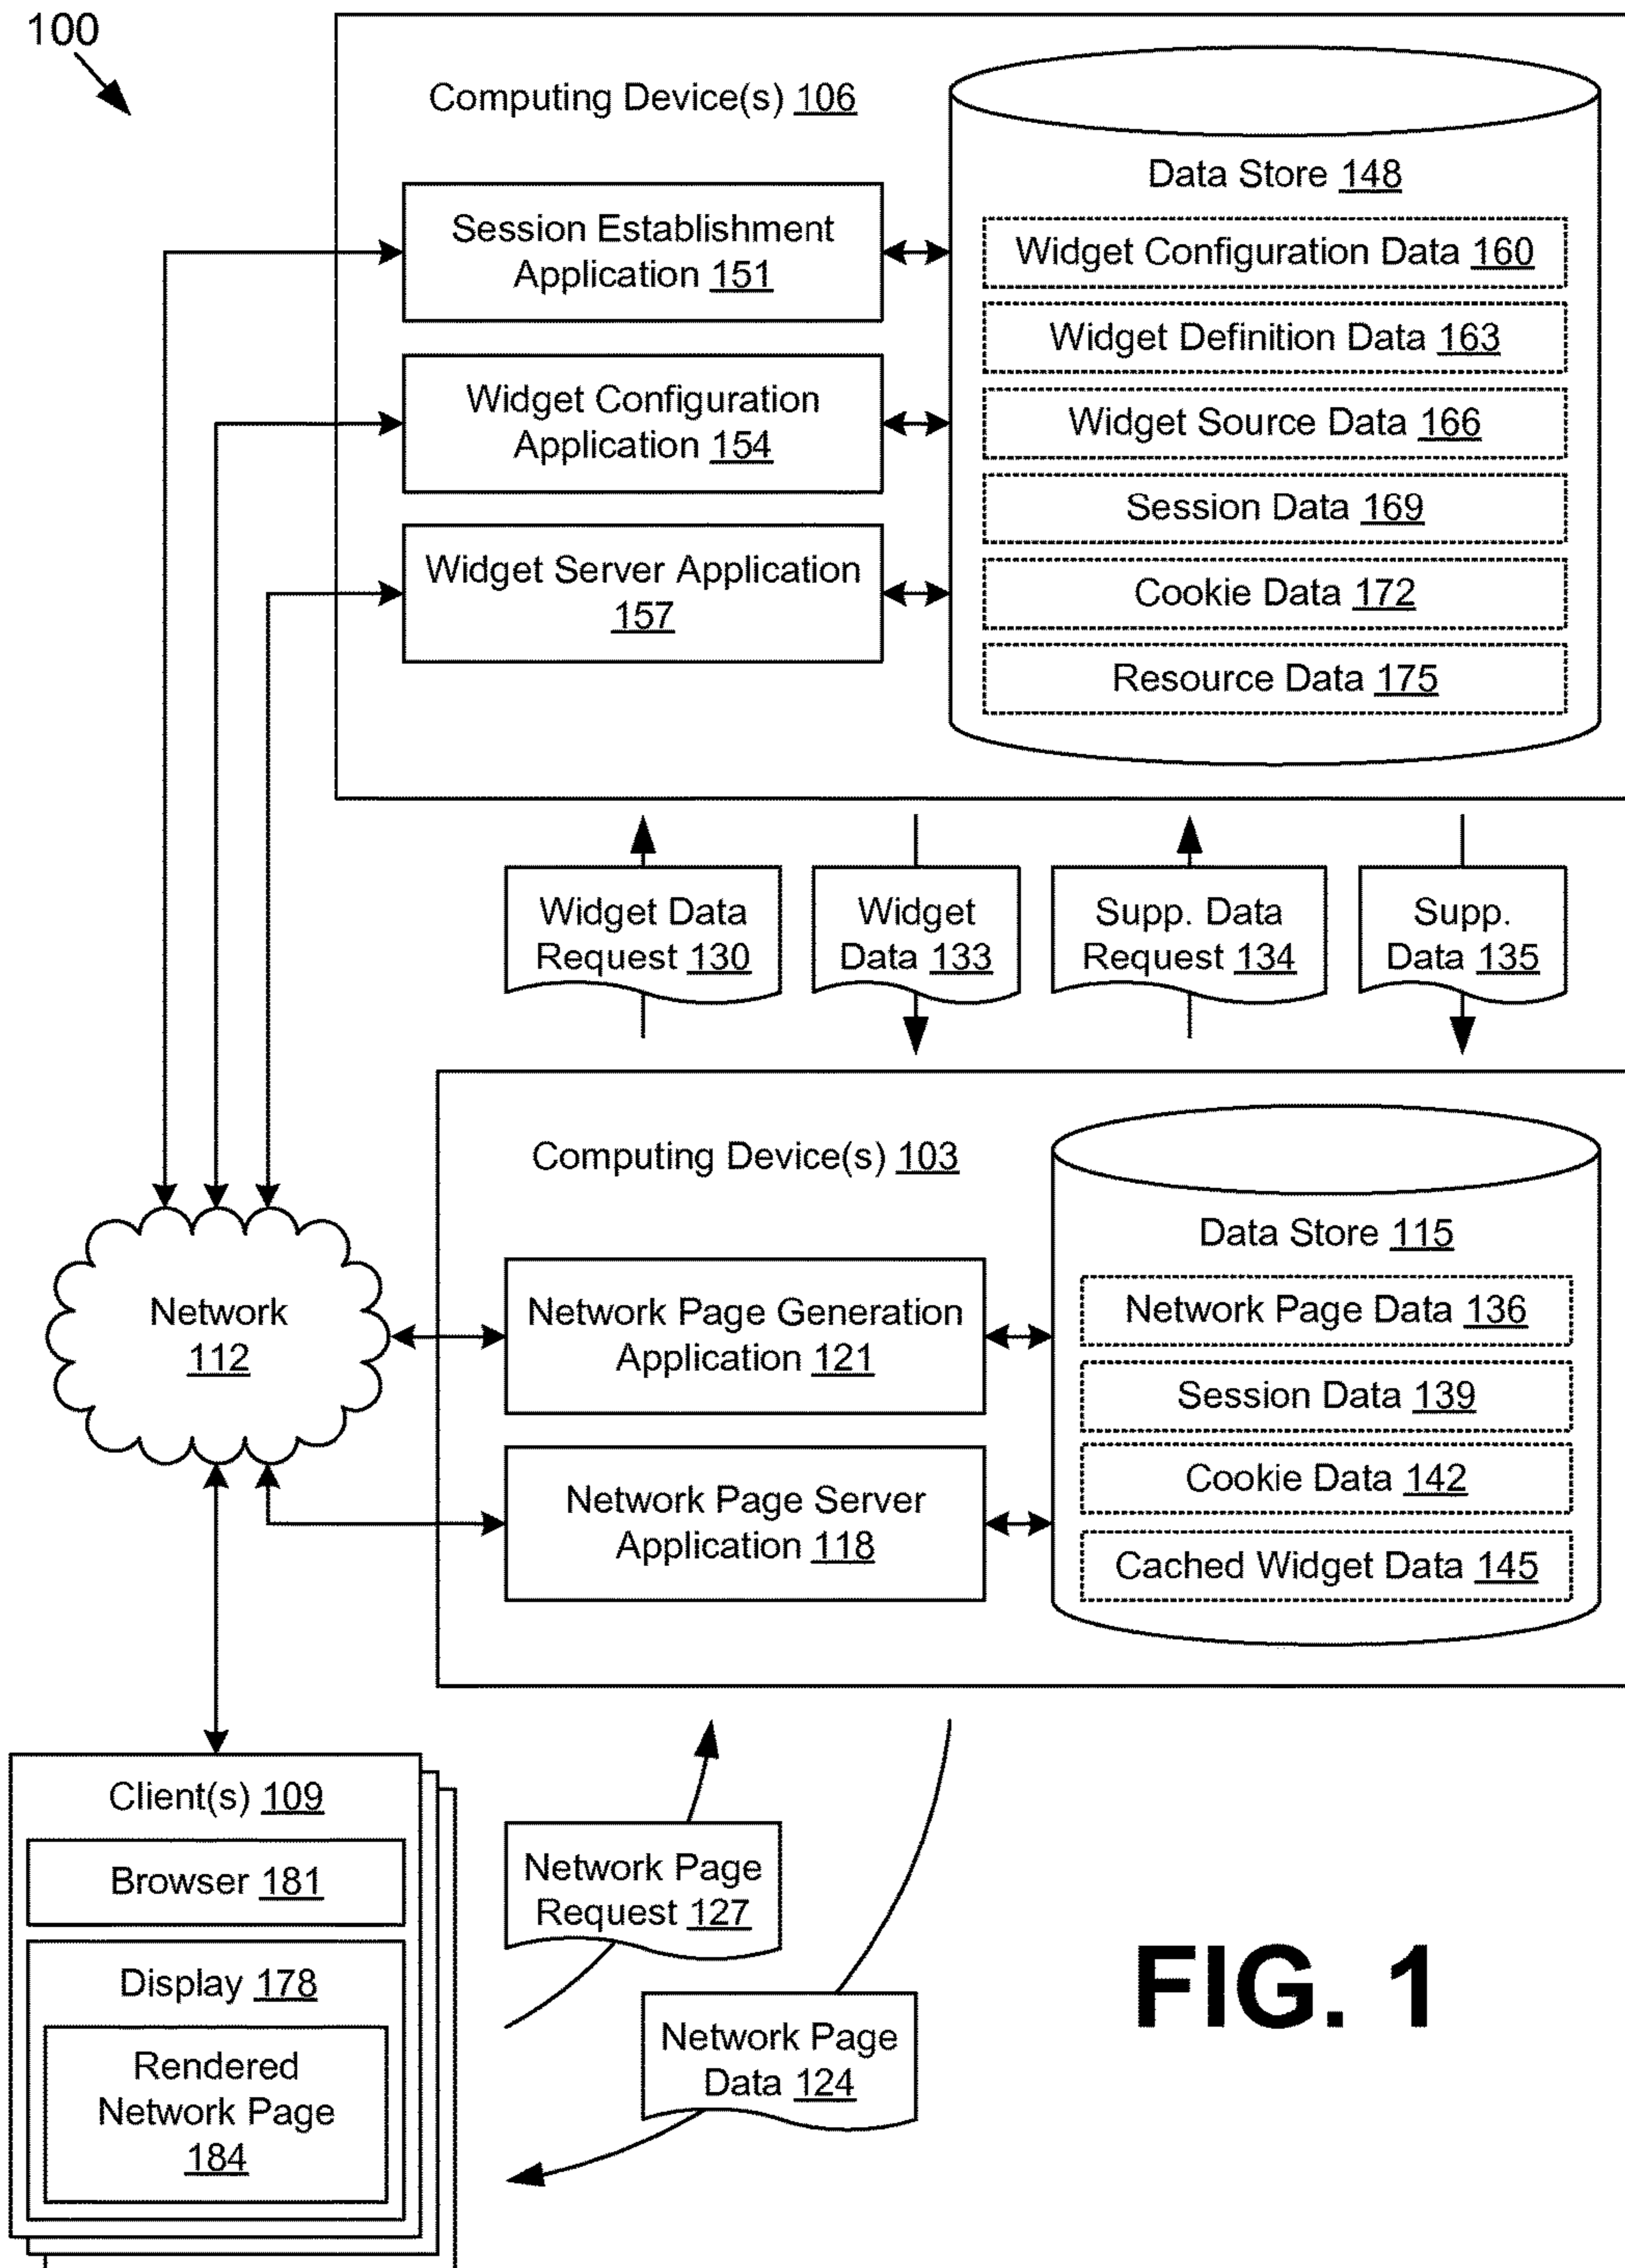 100
Computing Device(s) 106
Session Establishment
Application 151
Widget Configuration
Application 154
Widget Server Application
157
Data Store 148
Widget Configuration Data 160
Widget Definition Data 163
Widget Source Data 166
Session Data 169
Cookie Data 172
Resource Data 175
Widget Data
Request 130
Widget
Data 133
Supp. Data
Request 134
Supp.
Data 135
Computing Device(s) 103
Network
112
Network Page Generation
Application 121
Network Page Server
Application 118
Data Store 115
Network Page Data 136
Session Data 139
Cookie Data 142
Cached Widget Data 145
Client(s) 109
Browser 181
Display 178
Rendered
Network Page
184
Network Page
Request 127
Network Page
Data 124
FIG. 1